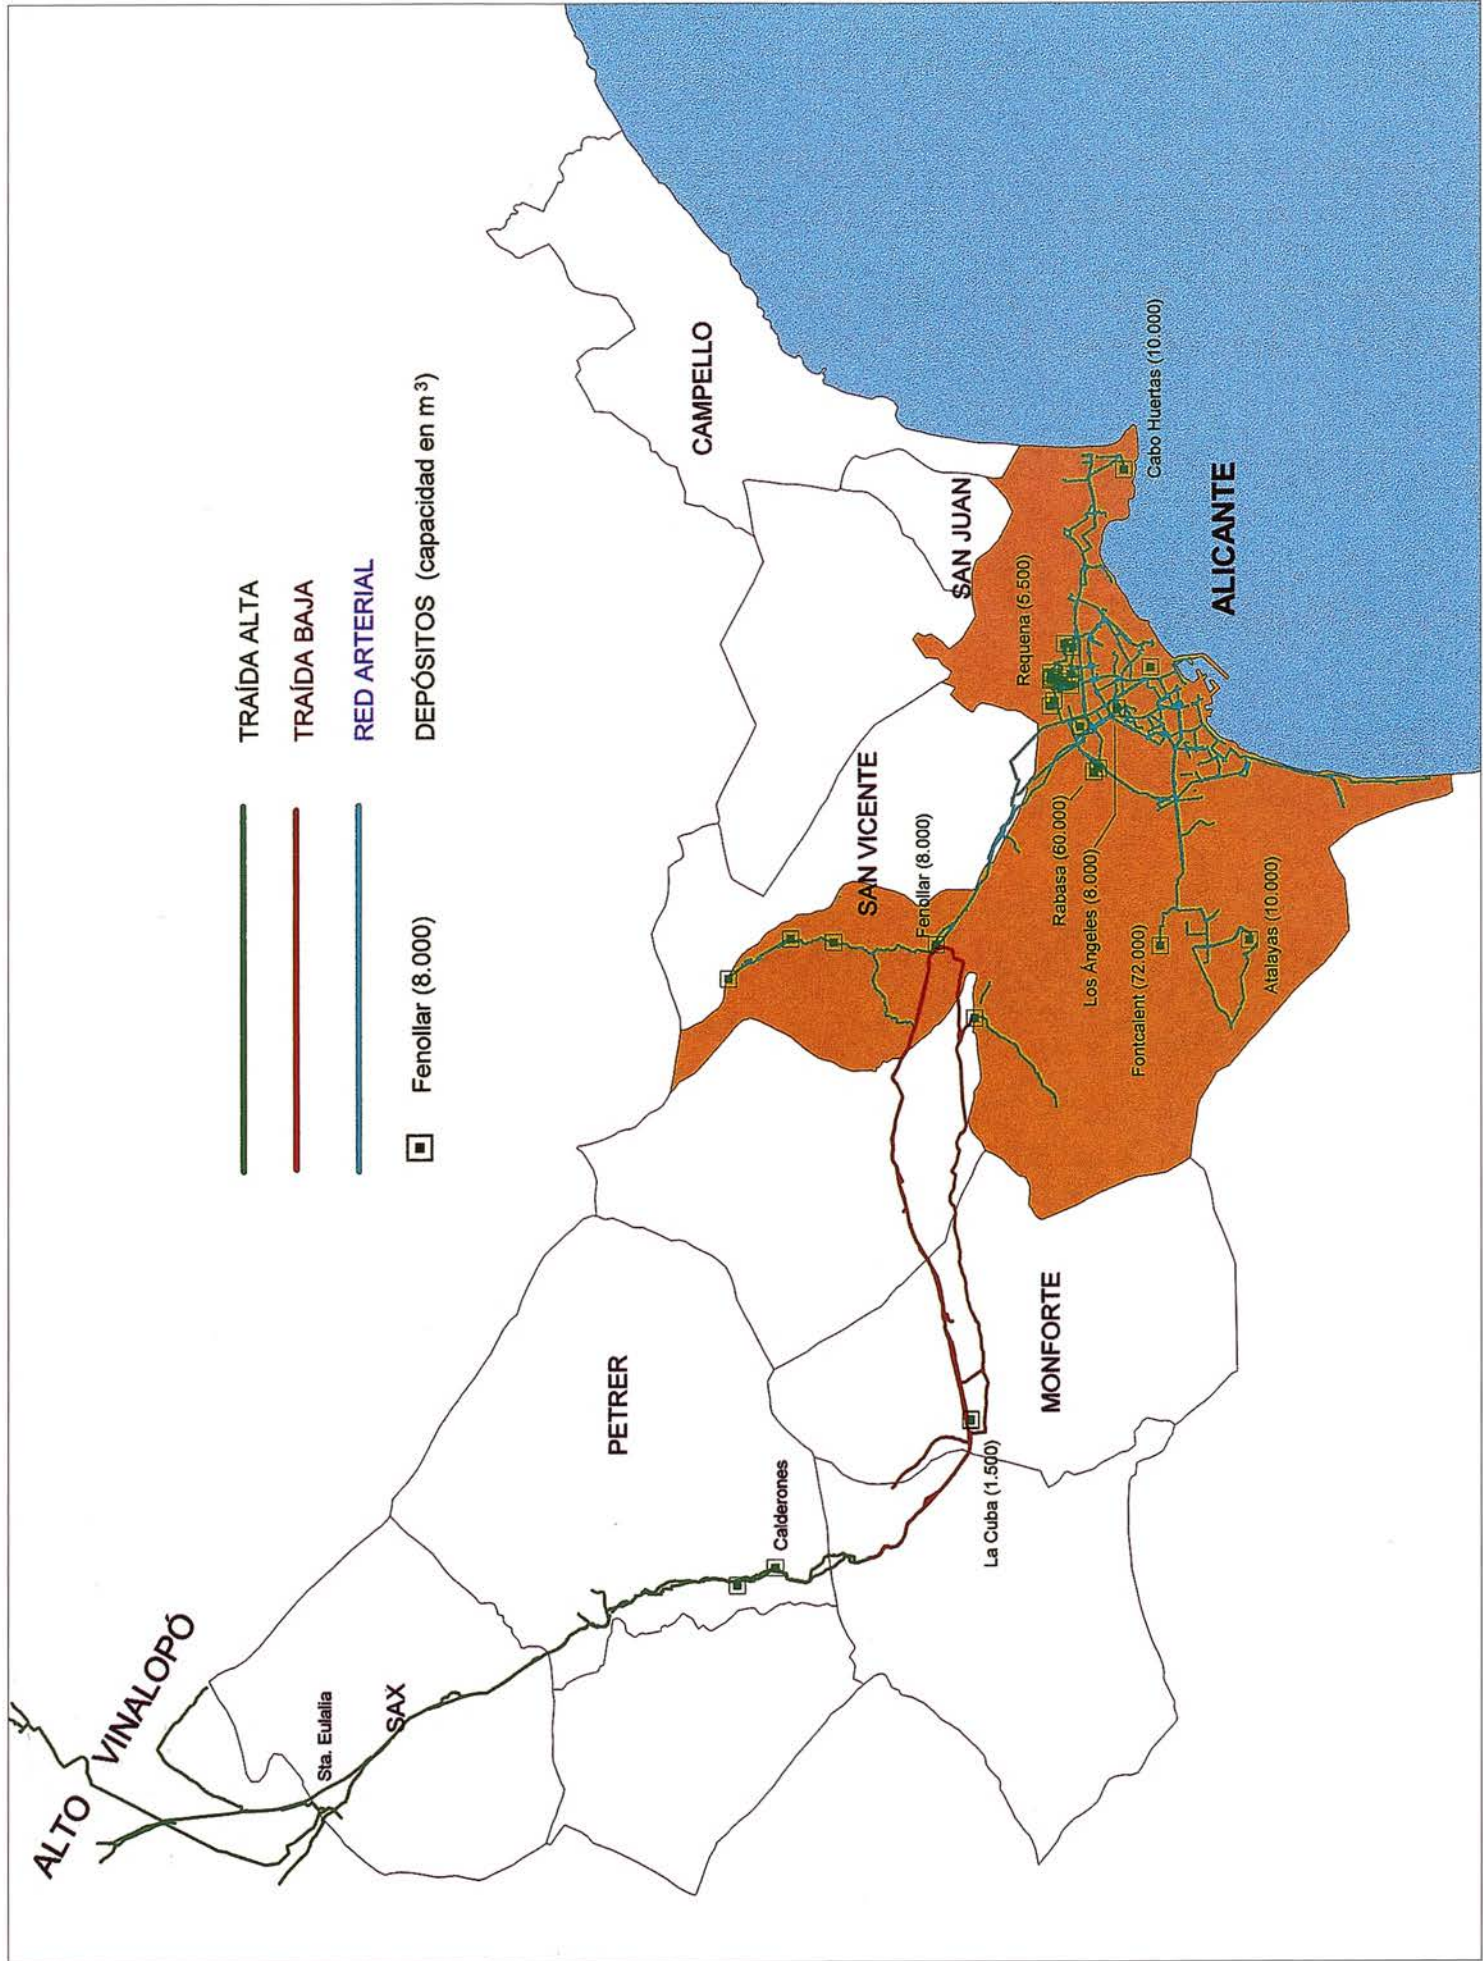 TRAÍDA ALTA
TRAÍDA BAJA
RED ARTERIAL
Fenollar (8.000)
DEPÓSITOS (capacidad en m³)
ALTO
VINALOPÓ
Sta. Eulalia
SAX
PETRER
Calderones
La Cuba (1.500)
MONFORTE
CAMPELLO
SAN JUAN
SAN VICENTE
Fenollar (8.000)
Requena (5.500)
Rabasa (60.000)
Los Ángeles (8.000)
Fontcalent (72.000)
Atalayas (10.000)
Cabo Huertas (10.000)
ALICANTE